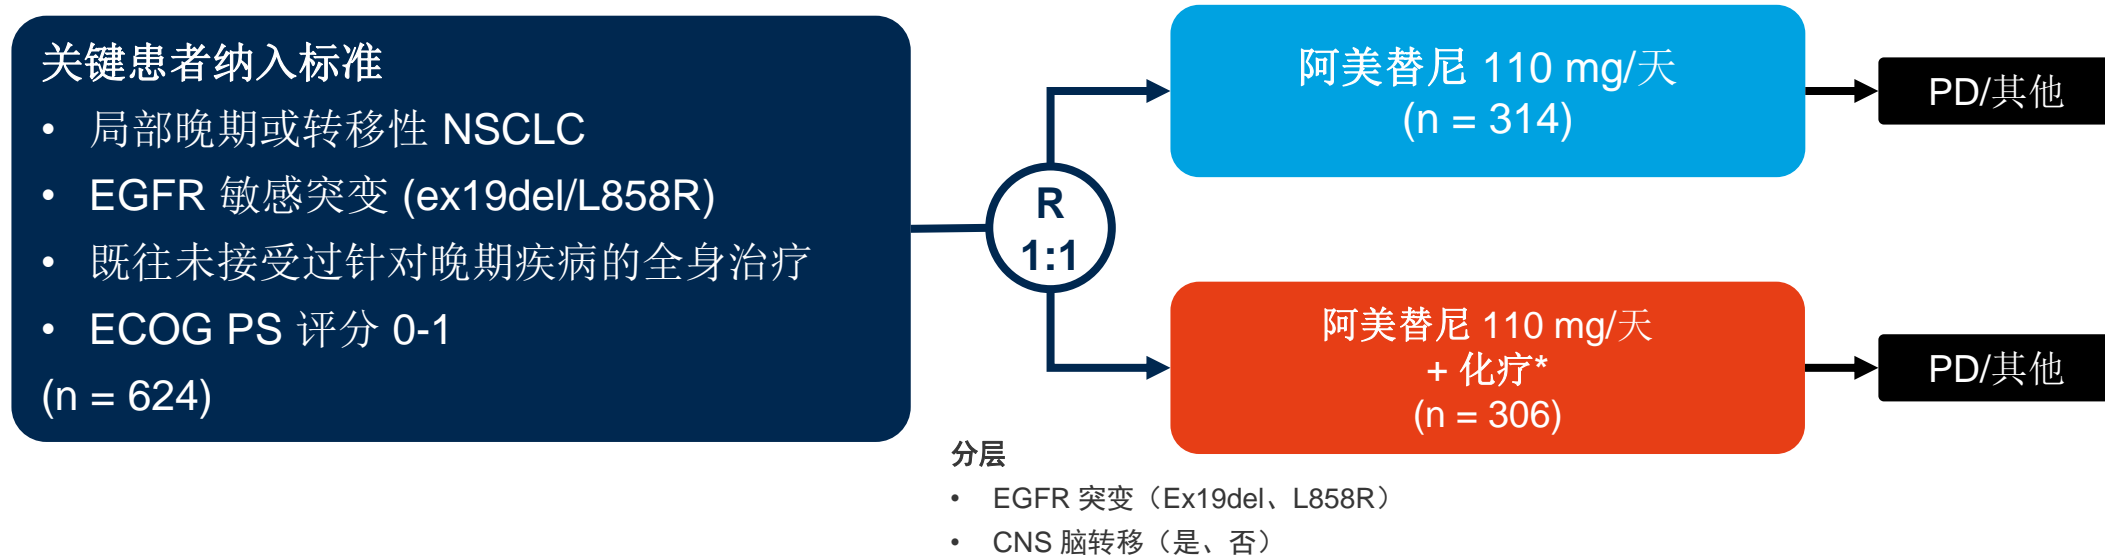 关键患者纳入标准
• 局部晚期或转移性 NSCLC
• EGFR 敏感突变 (ex19del/L858R)
• 既往未接受过针对晚期疾病的全身治疗
• ECOG PS 评分 0-1
(n = 624)
R
1:1
阿美替尼 110 mg/天
(n = 314)
PD/其他
阿美替尼 110 mg/天
+ 化疗*
(n = 306)
PD/其他
分层
• EGFR 突变（Ex19del、L858R）
• CNS 脑转移（是、否）